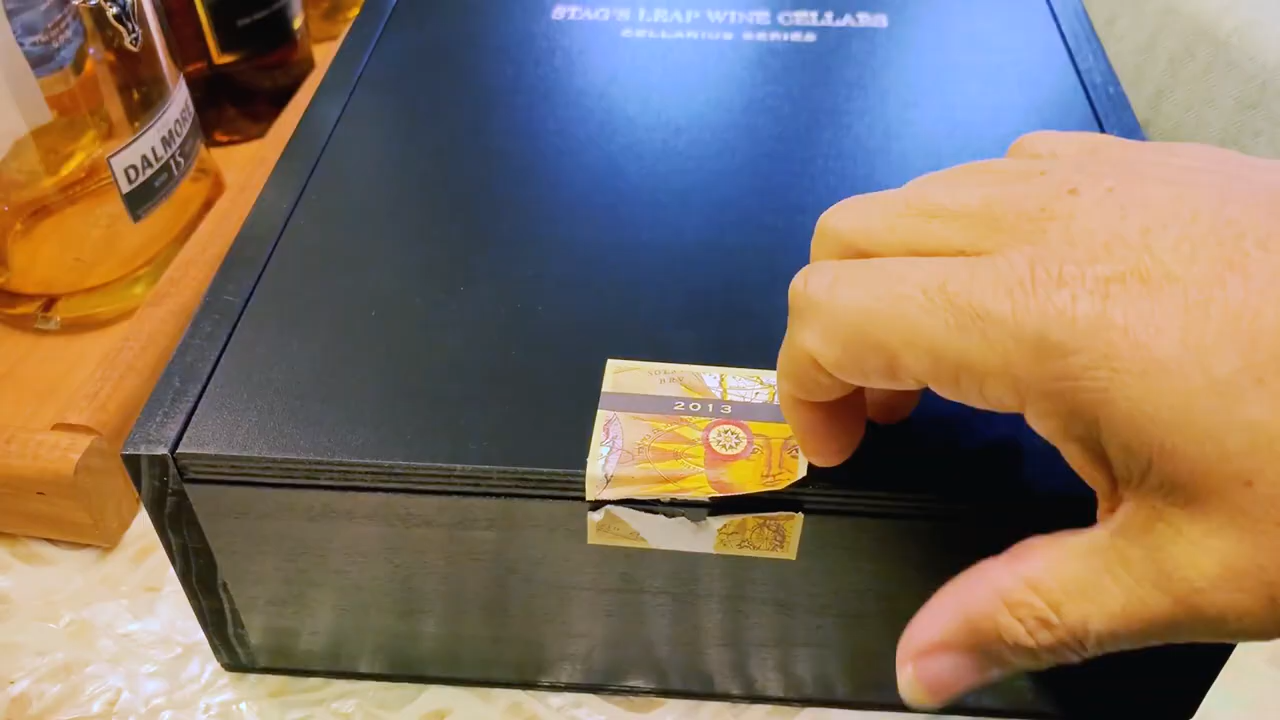 STAG'S LEAP WINE CELLARS
CELLARIUS SERIES
DALMORE
15
2013